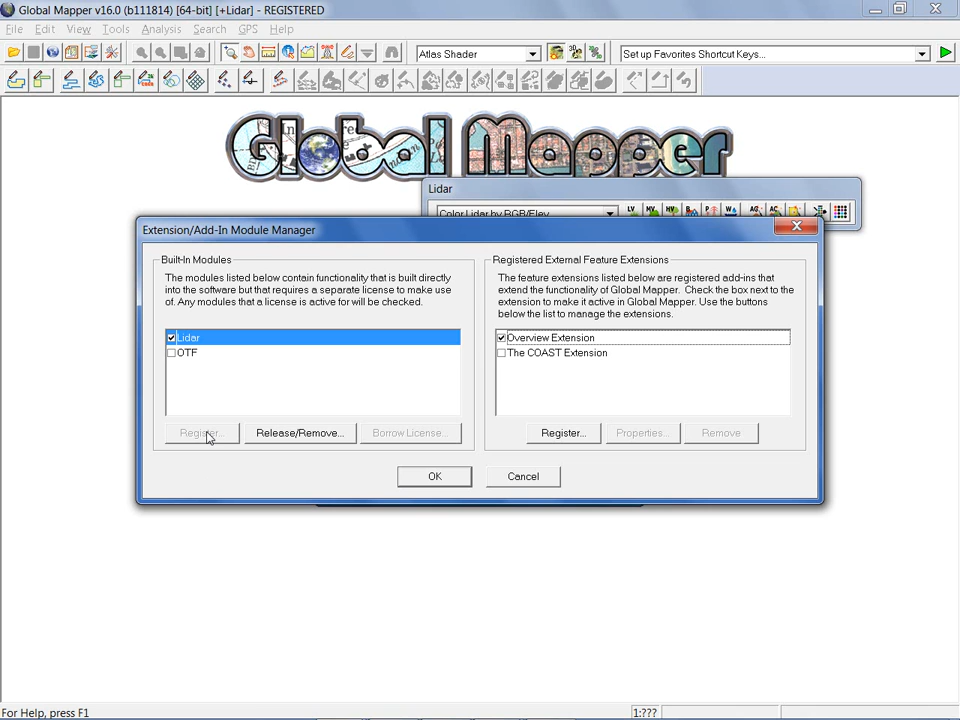 Global Mapper v16.0 (b111814) [64-bit] [+Lidar] - REGISTERED
File Edit View Tools Analysis Search GPS Help
Atlas Shader
Set up Favorites Shortcut Keys...
Global Mapper
Lidar
Color Lidar by RGB/Elev
Extension/Add-In Module Manager
Built-In Modules
The modules listed below contain functionality that is built directly
into the software but that requires a separate license to make use
of. Any modules that a license is active for will be checked.
Lidar
OTF
Register...
Release/Remove...
Borrow License...
Registered External Feature Extensions
The feature extensions listed below are registered add-ins that
extend the functionality of Global Mapper. Check the box next to the
extension to make it active in Global Mapper. Use the buttons
below the list to manage the extensions.
Overview Extension
The COAST Extension
Register...
Properties...
Remove
OK
Cancel
For Help, press F1
1:???